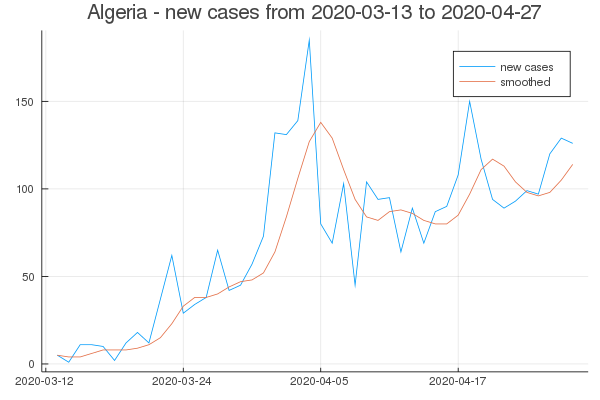 Algeria - new cases from 2020-03-13 to 2020-04-27
new cases
smoothed
150
100
50
0
2020-03-12 2020-03-24 2020-04-05 2020-04-17